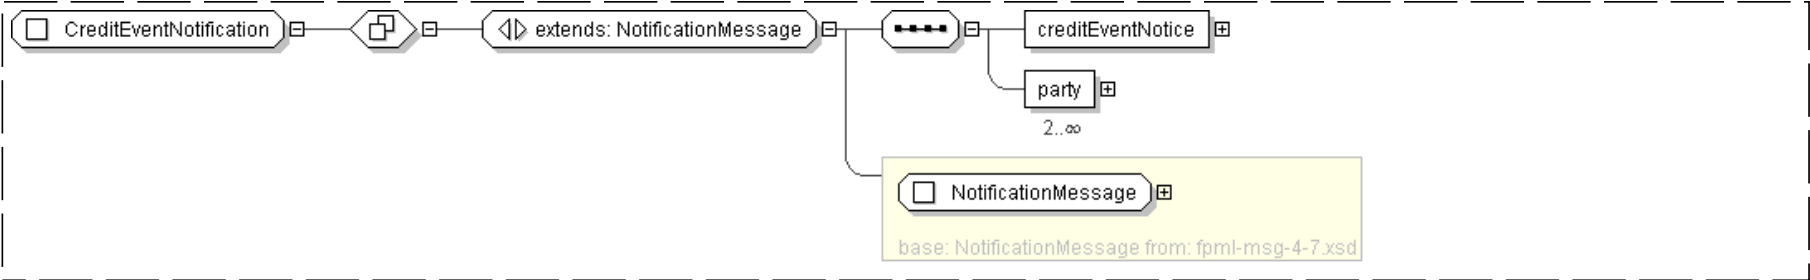 CreditEventNotification
extends: NotificationMessage
creditEventNotice
party
2..∞
NotificationMessage
base: NotificationMessage from: fpml-msg-4-7.xsd